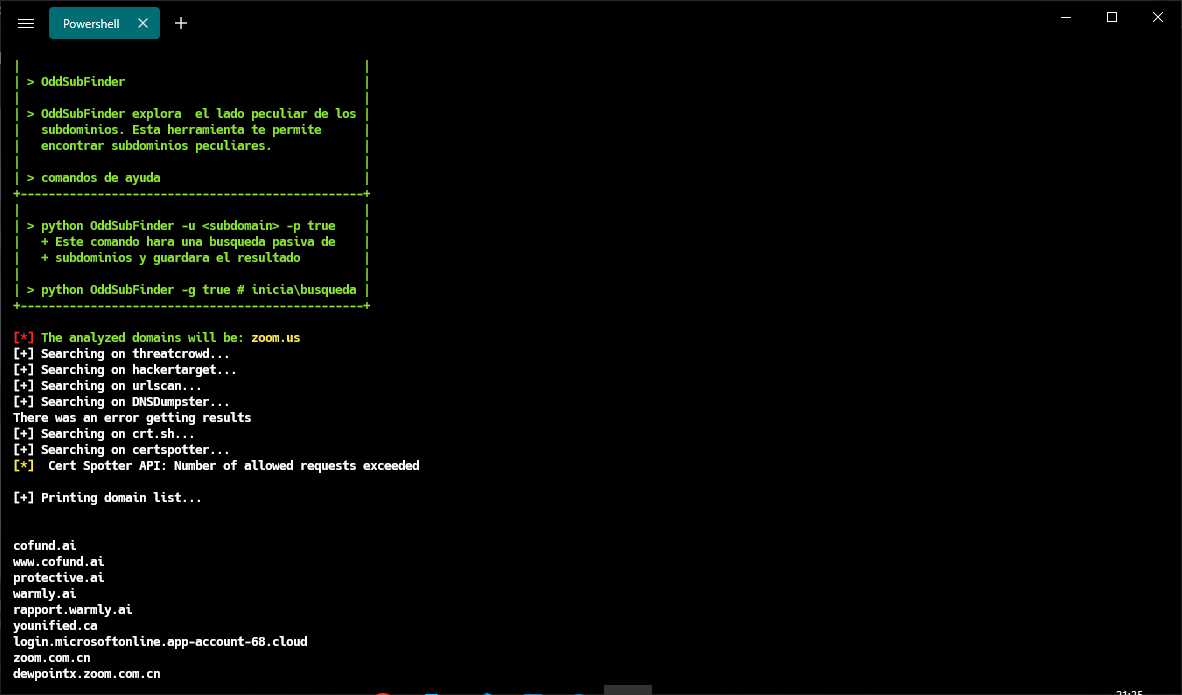 Powershell
> OddSubFinder
> OddSubFinder explora  el lado peculiar de los
subdominios. Esta herramienta te permite
encontrar subdominios peculiares.
> comandos de ayuda
> python OddSubFinder -u <subdomain> -p true
+ Este comando hara una busqueda pasiva de
+ subdominios y guardara el resultado
> python OddSubFinder -g true # inicia\busqueda
[*] The analyzed domains will be: zoom.us
[+] Searching on threatcrowd...
[+] Searching on hackertarget...
[+] Searching on urlscan...
[+] Searching on DNSDumpster...
There was an error getting results
[+] Searching on crt.sh...
[+] Searching on certspotter...
[*]  Cert Spotter API: Number of allowed requests exceeded
[+] Printing domain list...
cofund.ai
www.cofund.ai
protective.ai
warmly.ai
rapport.warmly.ai
younified.ca
login.microsoftonline.app-account-68.cloud
zoom.com.cn
dewpointx.zoom.com.cn